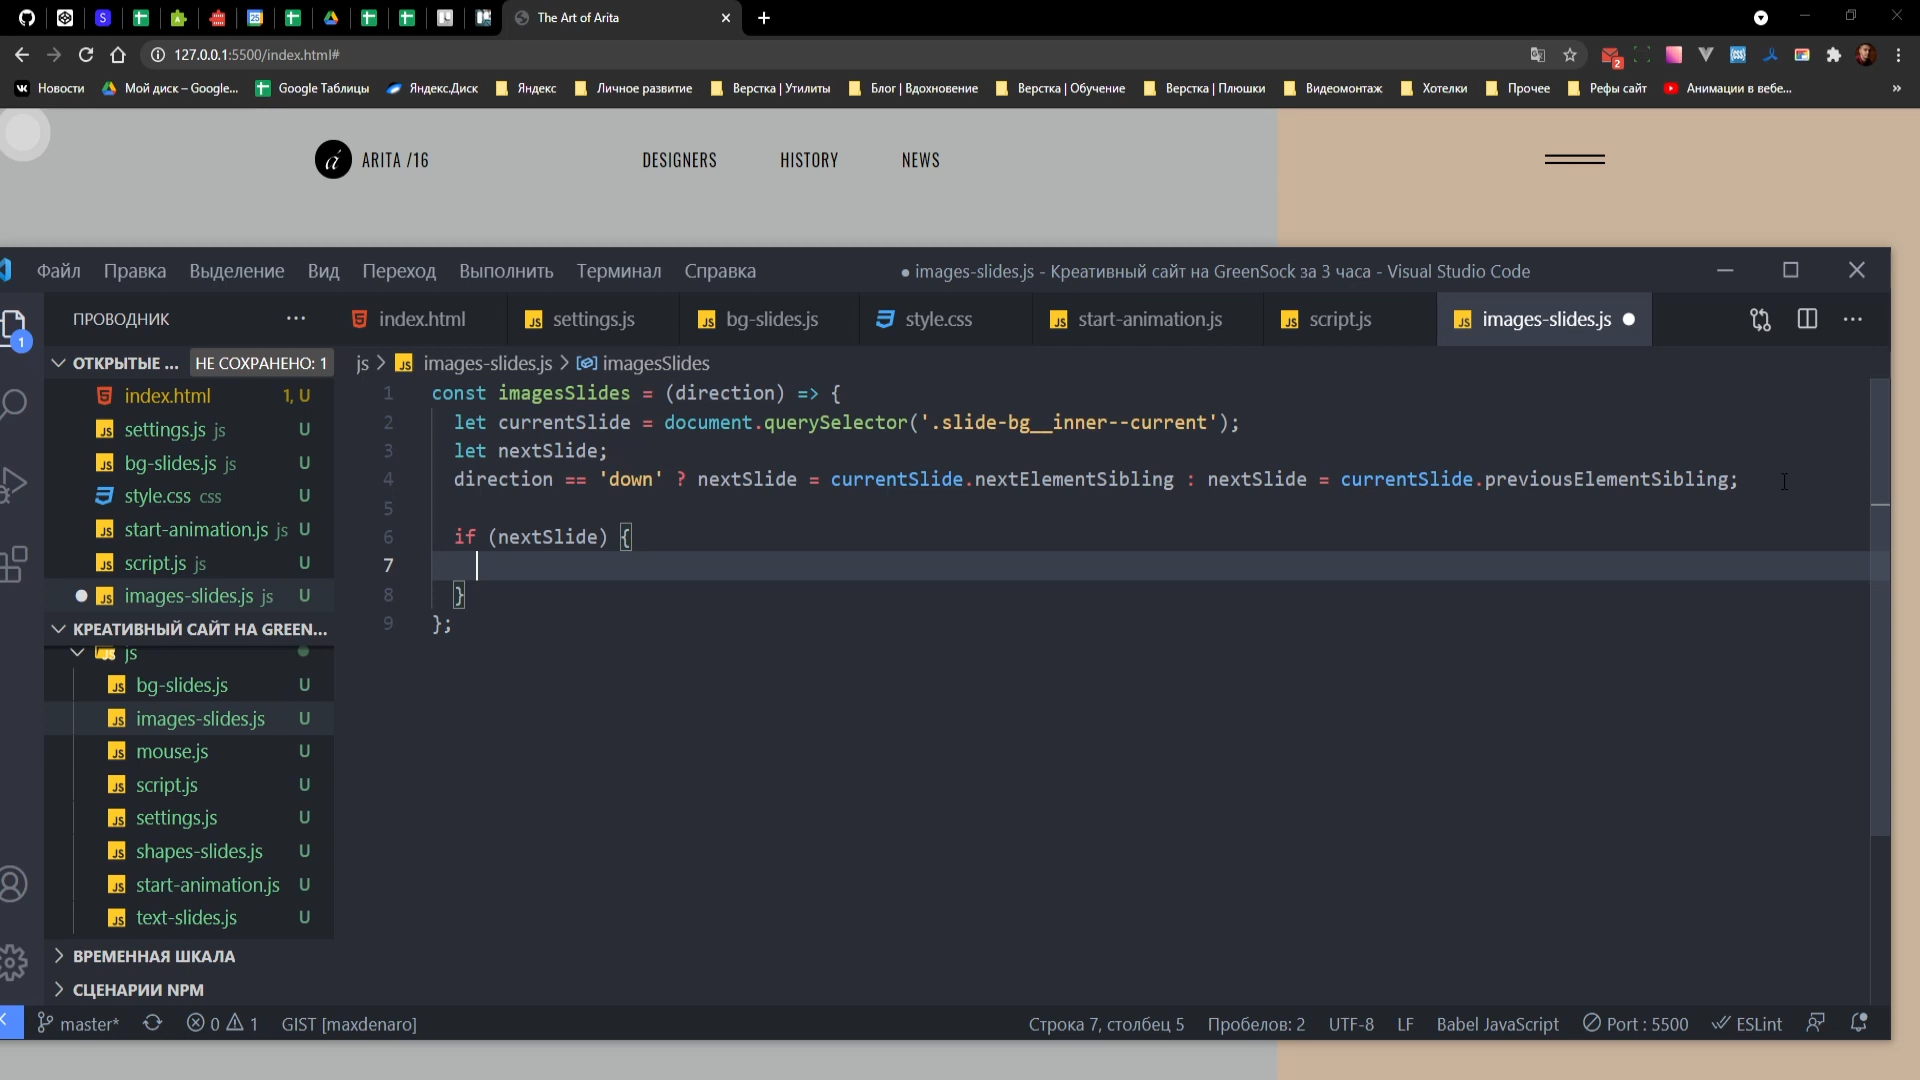 The Art of Arita
127.0.0.1:5500/index.html#
2
Новости
Мой диск – Google...
Google Таблицы
Яндекс.Диск
Яндекс
Личное развитие
Верстка | Утилиты
Блог | Вдохновение
Верстка | Обучение
Верстка | Плюшки
Видеомонтаж
Хотелки
Прочее
Рефы сайт
Анимации в вебе...
»
á ARITA /16
DESIGNERS
HISTORY
NEWS
Файл Правка Выделение Вид Переход Выполнить Терминал Справка
● images-slides.js - Креативный сайт на GreenSock за 3 часа - Visual Studio Code
ПРОВОДНИК ···
index.html
settings.js
bg-slides.js
style.css
start-animation.js
script.js
images-slides.js
1
ОТКРЫТЫЕ ... НЕ СОХРАНЕНО: 1
index.html 1, U
settings.js js U
bg-slides.js js U
style.css css U
start-animation.js js U
script.js js U
images-slides.js js U
КРЕАТИВНЫЙ САЙТ НА GREEN...
js
bg-slides.js U
images-slides.js U
mouse.js U
script.js U
settings.js U
shapes-slides.js U
start-animation.js U
text-slides.js U
ВРЕМЕННАЯ ШКАЛА
СЦЕНАРИИ NPM
js > images-slides.js > imagesSlides
1 const imagesSlides = (direction) => {
2 let currentSlide = document.querySelector('.slide-bg__inner--current');
3 let nextSlide;
4 direction == 'down' ? nextSlide = currentSlide.nextElementSibling : nextSlide = currentSlide.previousElementSibling;
5
6 if (nextSlide) {
7
8 }
9 };
master* 0 1 GIST [maxdenaro]
Строка 7, столбец 5 Пробелов: 2 UTF-8 LF Babel JavaScript Port : 5500 ESLint